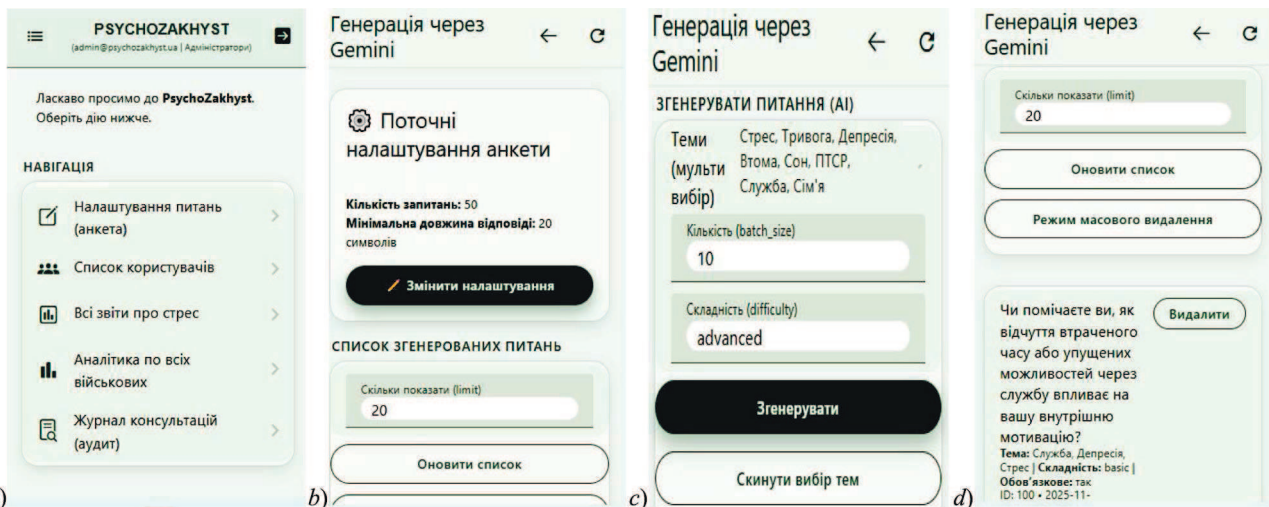 PSYCHOZAKHYST
(admin@psychozakhyst.ua | Адміністратори)
Ласкаво просимо до PsychoZakhyst.
Оберіть дію нижче.
НАВІГАЦІЯ
Налаштування питань
(анкета)
Список користувачів
Всі звіти про стрес
Аналітика по всіх
військових
Журнал консультацій
(аудит)
)
Генерація через
Gemini
Поточні
налаштування анкети
Кількість запитань: 50
Мінімальна довжина відповіді: 20
символів
Змінити налаштування
СПИСОК ЗГЕНЕРОВАНИХ ПИТАНЬ
Скільки показати (limit)
20
Оновити список
b)
Генерація через
Gemini
ЗГЕНЕРУВАТИ ПИТАННЯ (AI)
Теми
(мульти
вибір)
Стрес, Тривога, Депресія,
Втома, Сон, ПТСР,
Служба, Сім'я
Кількість (batch_size)
10
Складність (difficulty)
advanced
Згенерувати
Скинути вибір тем
c)
Генерація через
Gemini
Скільки показати (limit)
20
Оновити список
Режим масового видалення
Чи помічаєте ви, як
відчуття втраченого
часу або упущених
можливостей через
службу впливає на
вашу внутрішню
мотивацію?
Видалити
Тема: Служба, Депресія,
Стрес | Складність: basic |
Обов'язкове: так
ID: 100 • 2025-11-
d)